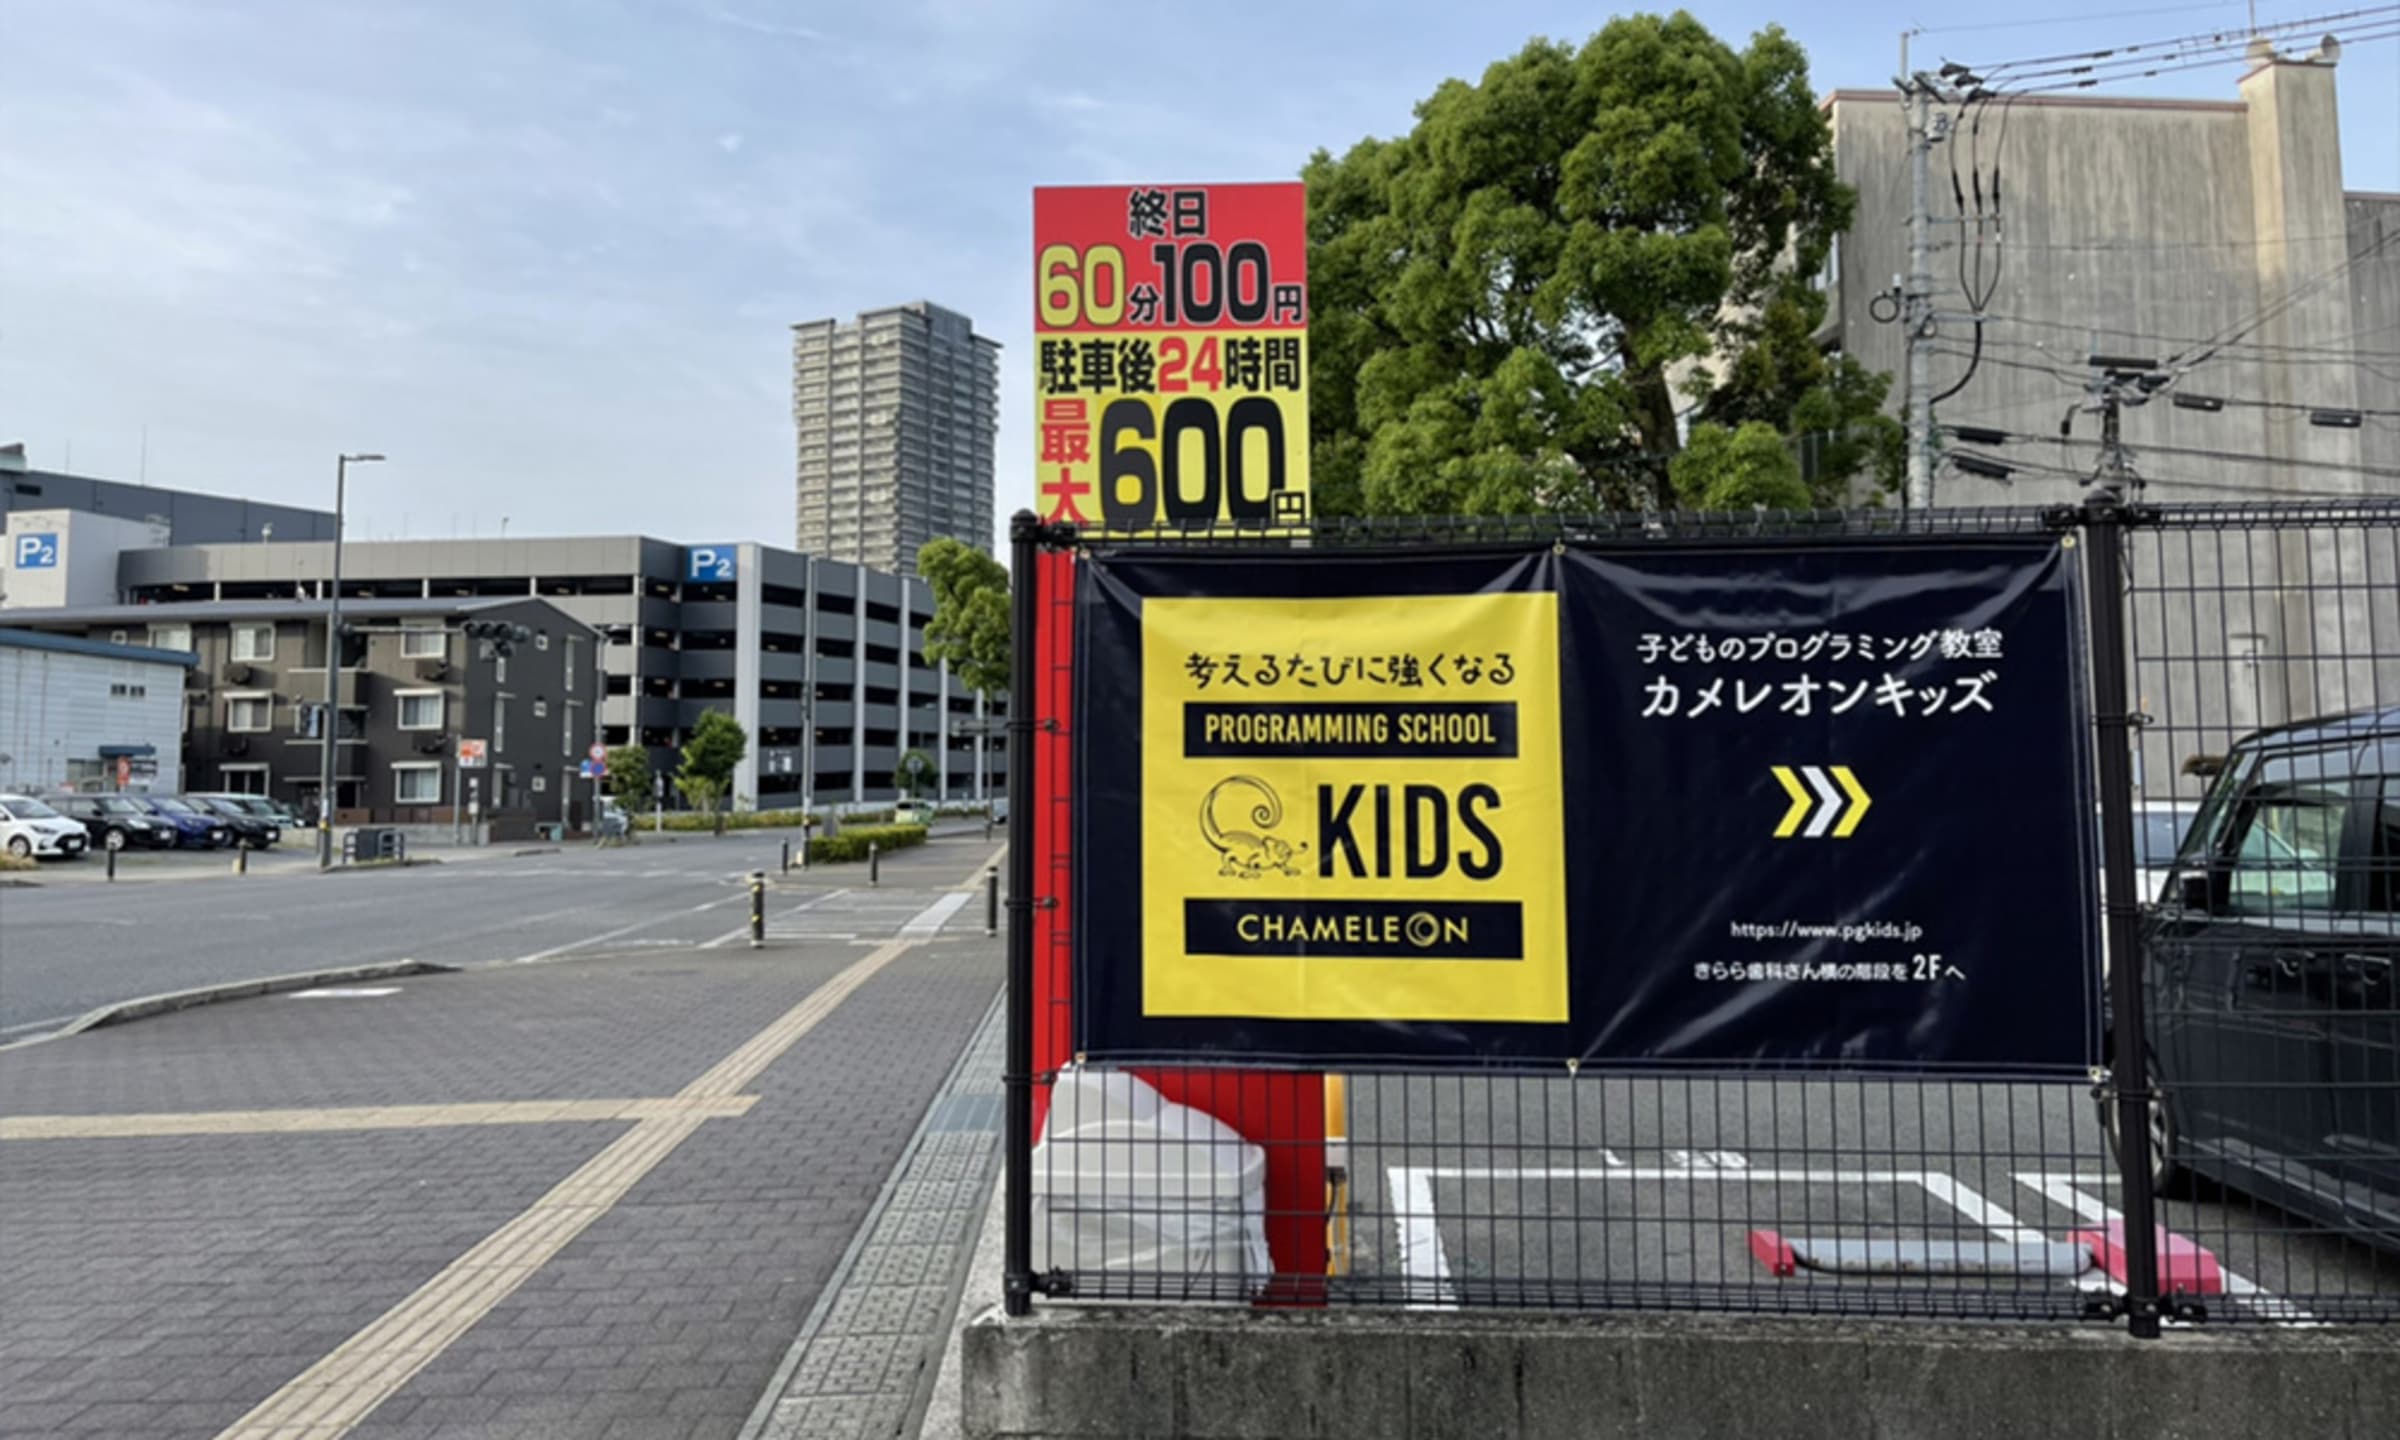 終日
60分100円
駐車後24時間
最大600円
P2
P2
考えるたびに強くなる
PROGRAMMING SCHOOL
KIDS
CHAMELEON
子どものプログラミング教室
カメレオンキッズ
https://www.pgkids.jp
きらら歯科さん横の階段を2Fへ